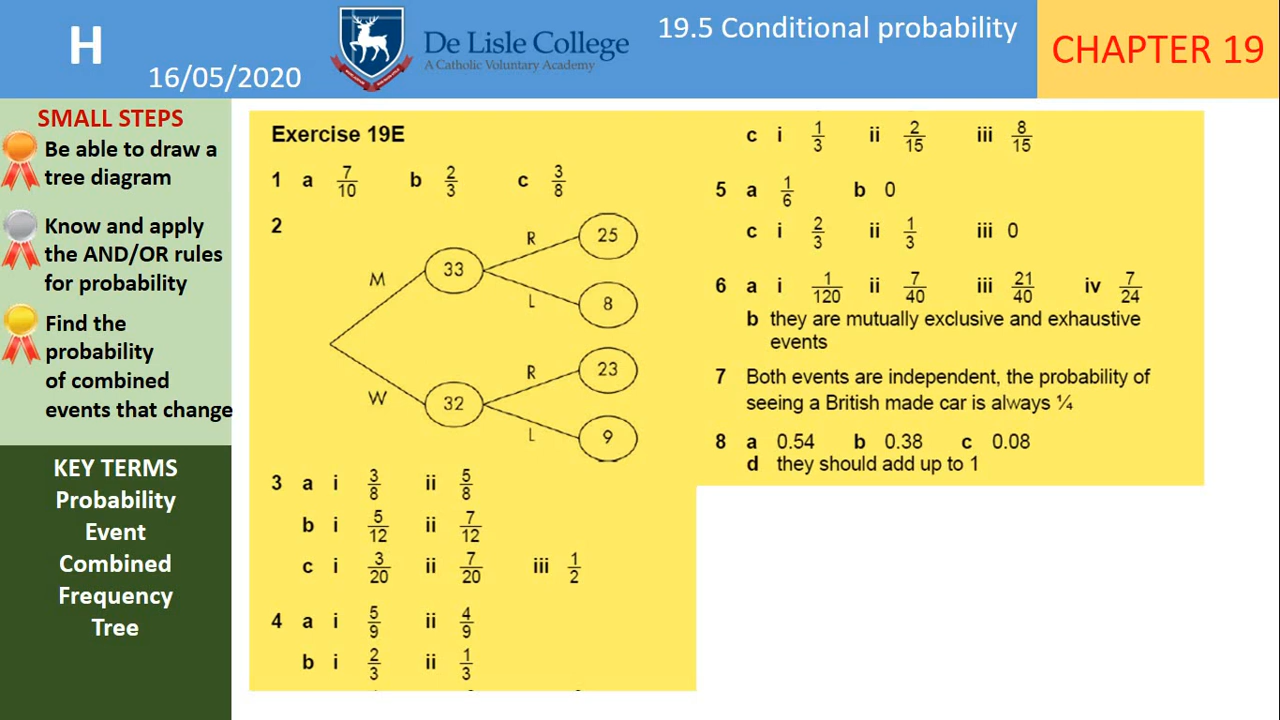 H
16/05/2020
De Lisle College
A Catholic Voluntary Academy
19.5 Conditional probability
CHAPTER 19
SMALL STEPS
Be able to draw a
tree diagram
Know and apply
the AND/OR rules
for probability
Find the
probability
of combined
events that change
KEY TERMS
Probability
Event
Combined
Frequency
Tree
Exercise 19E
1 a 7/10 b 2/3 c 3/8
2
M 33 R 25
L 8
W 32 R 23
L 9
3 a i 3/8 ii 5/8
b i 5/12 ii 7/12
c i 3/20 ii 7/20 iii 1/2
4 a i 5/9 ii 4/9
b i 2/3 ii 1/3
c i 1/3 ii 2/15 iii 8/15
5 a 1/6 b 0
c i 2/3 ii 1/3 iii 0
6 a i 1/120 ii 7/40 iii 21/40 iv 7/24
b they are mutually exclusive and exhaustive
events
7 Both events are independent, the probability of
seeing a British made car is always ¼
8 a 0.54 b 0.38 c 0.08
d they should add up to 1